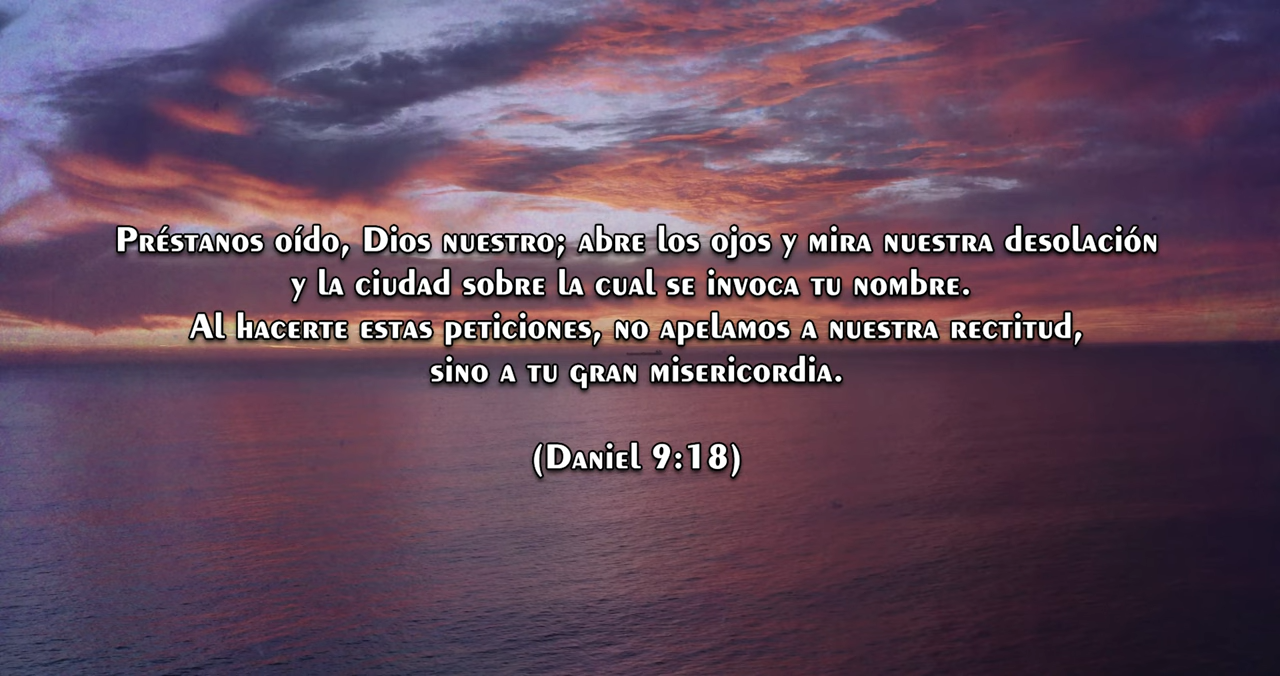 Préstanos oído, Dios nuestro; abre los ojos y mira nuestra desolación
y la ciudad sobre la cual se invoca tu nombre.
Al hacerte estas peticiones, no apelamos a nuestra rectitud,
sino a tu gran misericordia.
(Daniel 9:18)